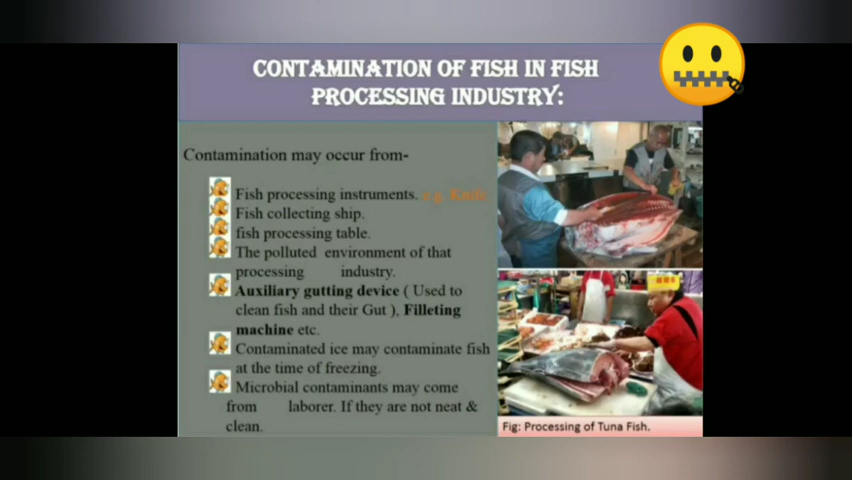 CONTAMINATION OF FISH IN FISH
PROCESSING INDUSTRY:
Contamination may occur from-
Fish processing instruments. e.g. Knife
Fish collecting ship.
fish processing table.
The polluted environment of that
processing industry.
Auxiliary gutting device ( Used to
clean fish and their Gut ), Filleting
machine etc.
Contaminated ice may contaminate fish
at the time of freezing.
Microbial contaminants may come
from laborer. If they are not neat &
clean.
Fig: Processing of Tuna Fish.